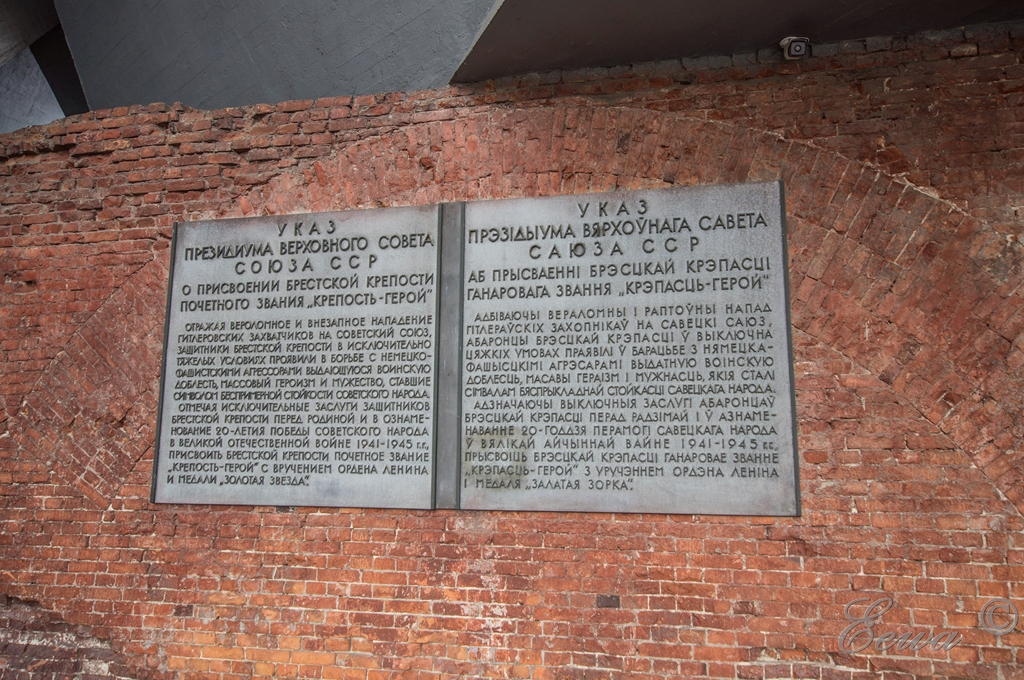 УКАЗ
ПРЕЗИДИУМА ВЕРХОВНОГО СОВЕТА
СОЮЗА ССР
О ПРИСВОЕНИИ БРЕСТСКОЙ КРЕПОСТИ
ПОЧЕТНОГО ЗВАНИЯ „КРЕПОСТЬ-ГЕРОЙ"
ОТРАЖАЯ ВЕРОЛОМНОЕ И ВНЕЗАПНОЕ НАПАДЕНИЕ
ГИТЛЕРОВСКИХ ЗАХВАТЧИКОВ НА СОВЕТСКИЙ СОЮЗ,
ЗАЩИТНИКИ БРЕСТСКОЙ КРЕПОСТИ В ИСКЛЮЧИТЕЛЬНО
ТЯЖЕЛЫХ УСЛОВИЯХ ПРОЯВИЛИ В БОРЬБЕ С НЕМЕЦКО-
ФАШИСТСКИМИ АГРЕССОРАМИ ВЫДАЮЩУЮСЯ ВОИНСКУЮ
ДОБЛЕСТЬ, МАССОВЫЙ ГЕРОИЗМ И МУЖЕСТВО, СТАВШИЕ
СИМВОЛОМ БЕСПРИМЕРНОЙ СТОЙКОСТИ СОВЕТСКОГО НАРОДА.
ОТМЕЧАЯ ИСКЛЮЧИТЕЛЬНЫЕ ЗАСЛУГИ ЗАЩИТНИКОВ
БРЕСТСКОЙ КРЕПОСТИ ПЕРЕД РОДИНОЙ И В ОЗНАМЕ-
НОВАНИЕ 20-ЛЕТИЯ ПОБЕДЫ СОВЕТСКОГО НАРОДА
В ВЕЛИКОЙ ОТЕЧЕСТВЕННОЙ ВОЙНЕ 1941-1945 г.г.,
ПРИСВОИТЬ БРЕСТСКОЙ КРЕПОСТИ ПОЧЕТНОЕ ЗВАНИЕ
„КРЕПОСТЬ-ГЕРОЙ" С ВРУЧЕНИЕМ ОРДЕНА ЛЕНИНА
И МЕДАЛИ „ЗОЛОТАЯ ЗВЕЗДА".
УКАЗ
ПРЭЗІДЫУМА ВЯРХОЎНАГА САВЕТА
САЮЗА ССР
АБ ПРЫСВАЕННІ БРЭСЦКАЙ КРЭПАСЦІ
ГАНАРОВАГА ЗВАННЯ „КРЭПАСЦЬ-ГЕРОЙ"
АДБІВАЮЧЫ ВЕРАЛОМНЫ І РАПТОЎНЫ НАПАД
ГІТЛЕРАЎСКІХ ЗАХОПНІКАЎ НА САВЕЦКІ САЮЗ,
АБАРОНЦЫ БРЭСЦКАЙ КРЭПАСЦІ Ў ВЫКЛЮЧНА
ЦЯЖКІХ УМОВАХ ПРАЯВІЛІ Ў БАРАЦЬБЕ З НЯМЕЦКА-
ФАШЫСЦКІМІ АГРЭСАРАМІ ВЫДАТНУЮ ВОІНСКУЮ
ДОБЛЕСЦЬ, МАСАВЫ ГЕРАІЗМ І МУЖНАСЦЬ, ЯКІЯ СТАЛІ
СІМВАЛАМ БЯСПРЫКЛАДНАЙ СТОЙКАСЦІ САВЕЦКАГА НАРОДА.
АДЗНАЧАЮЧЫ ВЫКЛЮЧНЫЯ ЗАСЛУГІ АБАРОНЦАЎ
БРЭСЦКАЙ КРЭПАСЦІ ПЕРАД РАДЗІМАЙ І Ў АЗНАМЕ-
НАВАННЕ 20-ГОДДЗЯ ПЕРАМОГІ САВЕЦКАГА НАРОДА
Ў ВЯЛІКАЙ АЙЧЫННАЙ ВАЙНЕ 1941-1945 г.г.,
ПРЫСВОІЦЬ БРЭСЦКАЙ КРЭПАСЦІ ГАНАРОВАЕ ЗВАННЕ
„КРЭПАСЦЬ-ГЕРОЙ" З УРУЧЭННЕМ ОРДЭНА ЛЕНІНА
І МЕДАЛЯ „ЗАЛАТАЯ ЗОРКА".